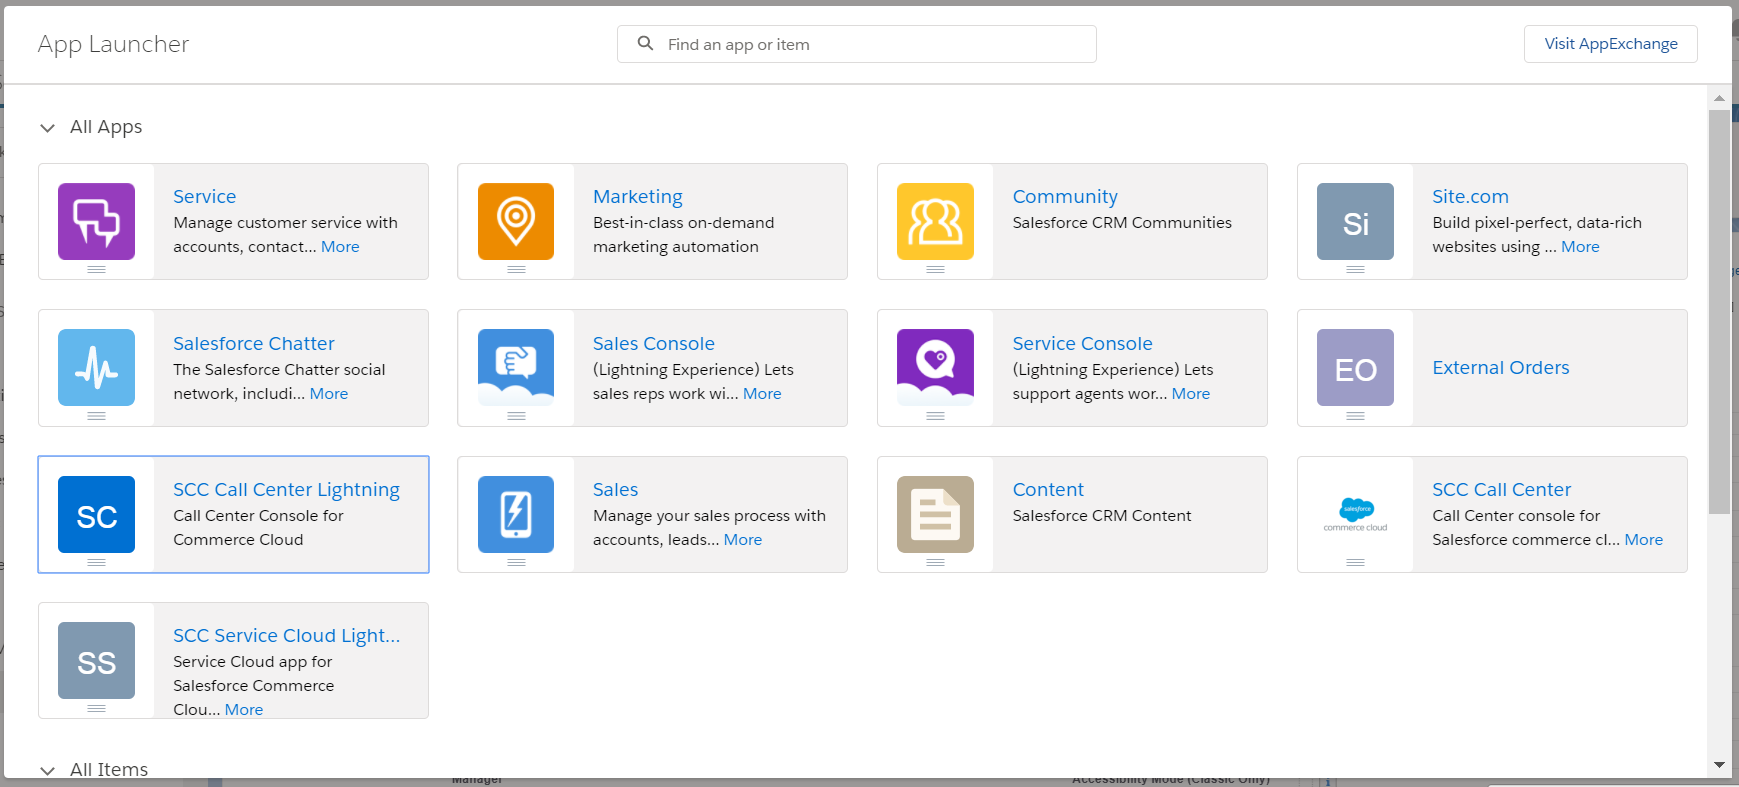 App Launcher
Find an app or item
Visit AppExchange
All Apps
Service
Manage customer service with
accounts, contact... More
Marketing
Best-in-class on-demand
marketing automation
Community
Salesforce CRM Communities
Si
Site.com
Build pixel-perfect, data-rich
websites using ... More
Salesforce Chatter
The Salesforce Chatter social
network, includi... More
Sales Console
(Lightning Experience) Lets
sales reps work wi... More
Service Console
(Lightning Experience) Lets
support agents wor... More
EO
External Orders
SC
SCC Call Center Lightning
Call Center Console for
Commerce Cloud
Sales
Manage your sales process with
accounts, leads... More
Content
Salesforce CRM Content
salesforce
commerce cloud
SCC Call Center
Call Center console for
Salesforce commerce cl... More
SS
SCC Service Cloud Light...
Service Cloud app for
Salesforce Commerce
Clou... More
All Items
Manager
Accessibility Mode (Classic Only)